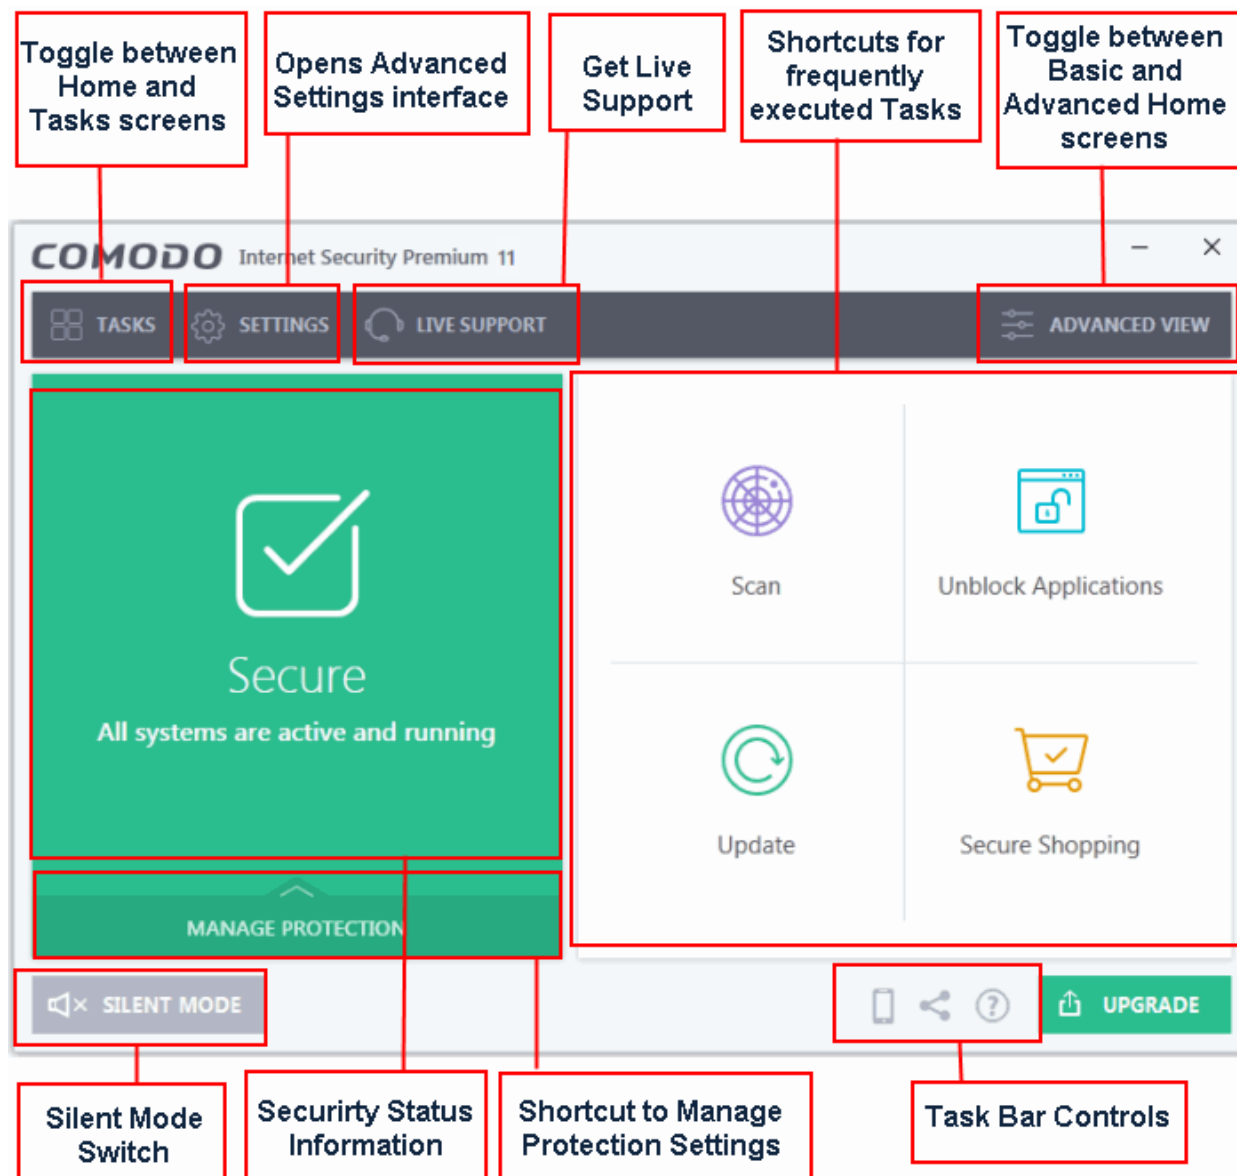 Toggle between
Home and
Tasks screens
Opens Advanced
Settings interface
Get Live
Support
Shortcuts for
frequently
executed Tasks
Toggle between
Basic and
Advanced Home
screens
COMODO Internet Security Premium 11
TASKS
SETTINGS
LIVE SUPPORT
ADVANCED VIEW
Secure
All systems are active and running
MANAGE PROTECTION
Scan
Unblock Applications
Update
Secure Shopping
SILENT MODE
UPGRADE
Silent Mode
Switch
Securirty Status
Information
Shortcut to Manage
Protection Settings
Task Bar Controls